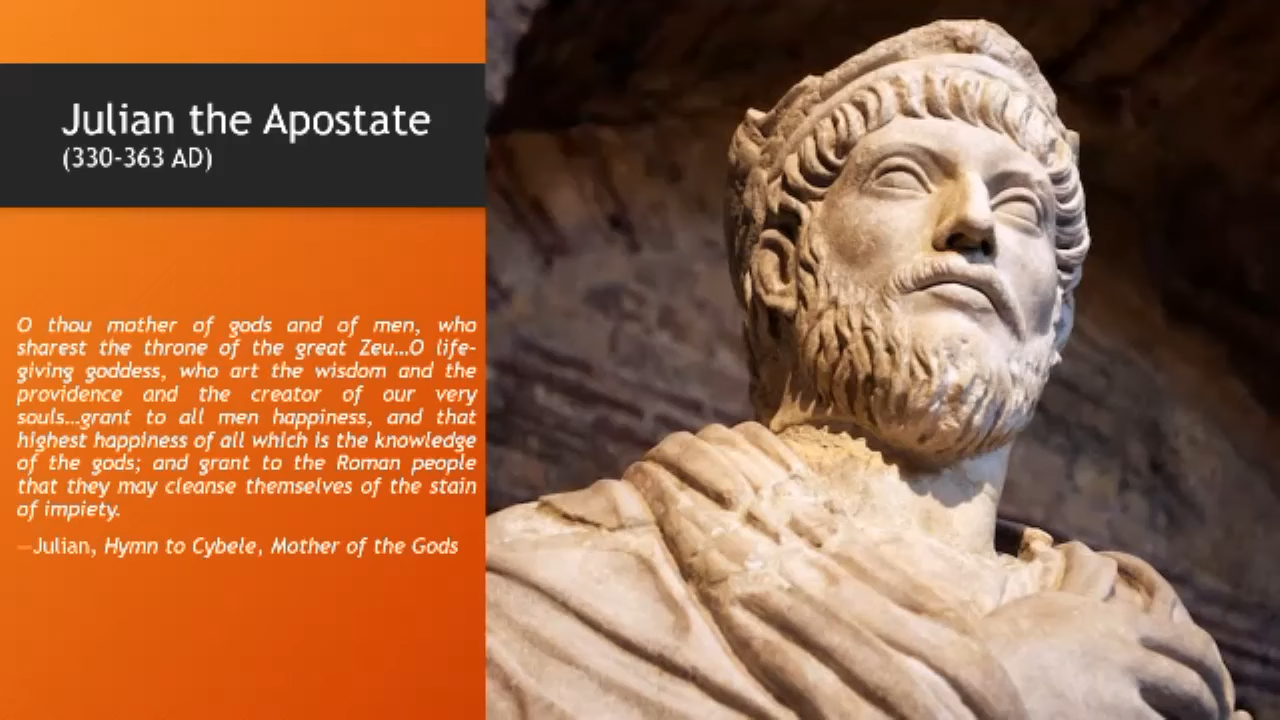 Julian the Apostate
(330-363 AD)
O thou mother of gods and of men, who
sharest the throne of the great Zeu…O life-
giving goddess, who art the wisdom and the
providence and the creator of our very
souls…grant to all men happiness, and that
highest happiness of all which is the knowledge
of the gods; and grant to the Roman people
that they may cleanse themselves of the stain
of impiety.
—Julian, Hymn to Cybele, Mother of the Gods